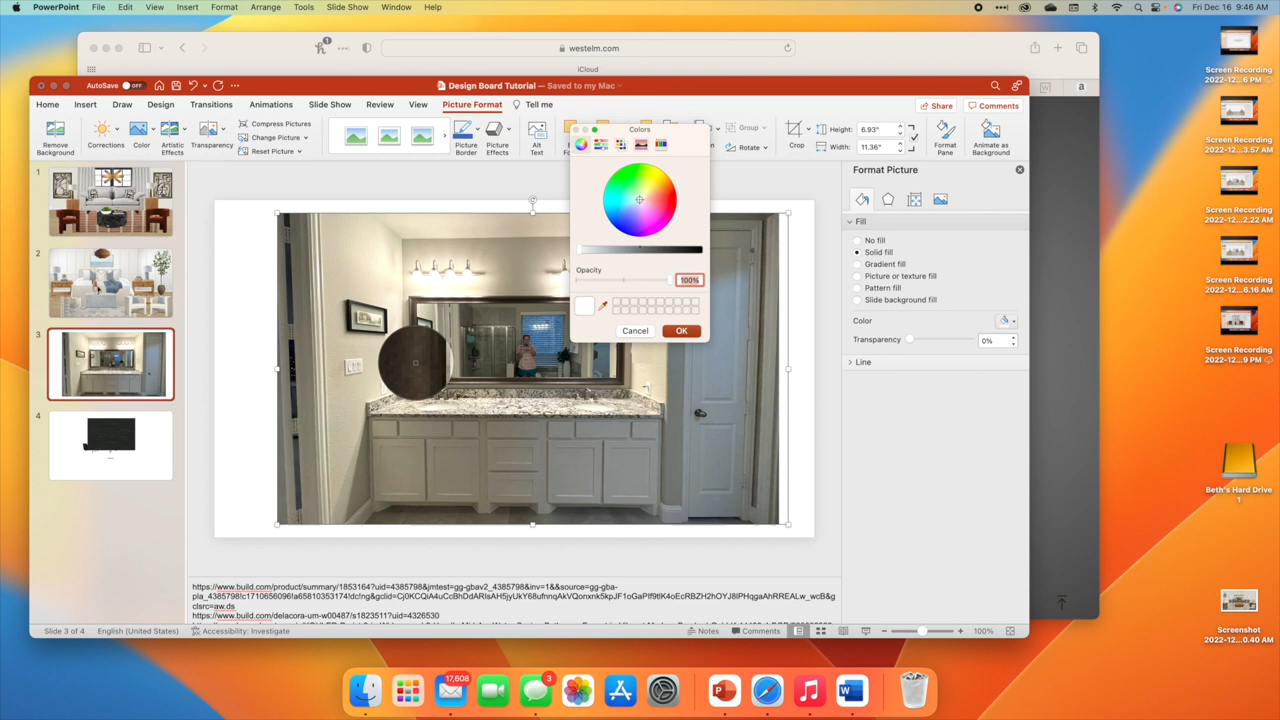 PowerPoint File Edit View Insert Format Arrange Tools Slide Show Window Help Fri Dec 16 9:46 AM
1
westelm.com
iCloud
AutoSave OFF Design Board Tutorial — Saved to my Mac
Home Insert Draw Design Transitions Animations Slide Show Review View Picture Format Tell me Share Comments
Remove Background
Corrections
Color
Artistic Effects
Transparency
Compress Pictures
Change Picture
Reset Picture
Picture Border
Picture Effects
Alt Text
Group
Rotate
Crop
Height: 6.93"
Width: 11.36"
Format Pane
Animate as Background
Colors
Opacity
100%
Cancel OK
1
2
3
4
Format Picture
Fill
No fill
Solid fill
Gradient fill
Picture or texture fill
Pattern fill
Slide background fill
Color
Transparency 0%
Line
https://www.build.com/product/summary/1853164?uid=4385798&jmtest=gg-gbav2_4385798&inv=1&&source=gg-gba-
clsrc=aw.ds
https://www.build.com/delacora-um-w00487/s1823511?uid=4326530
Slide 3 of 4 English (United States) Accessibility: Investigate Notes Comments 100%
Screen Recording
2022-12...6 PM
Screen Recording
2022-12...3.57 AM
Screen Recording
2022-12...2.22 AM
Screen Recording
2022-12...6.16 AM
Screen Recording
2022-12...9 PM
Beth's Hard Drive
1
Screenshot
2022-12...0.40 AM
17,608
3